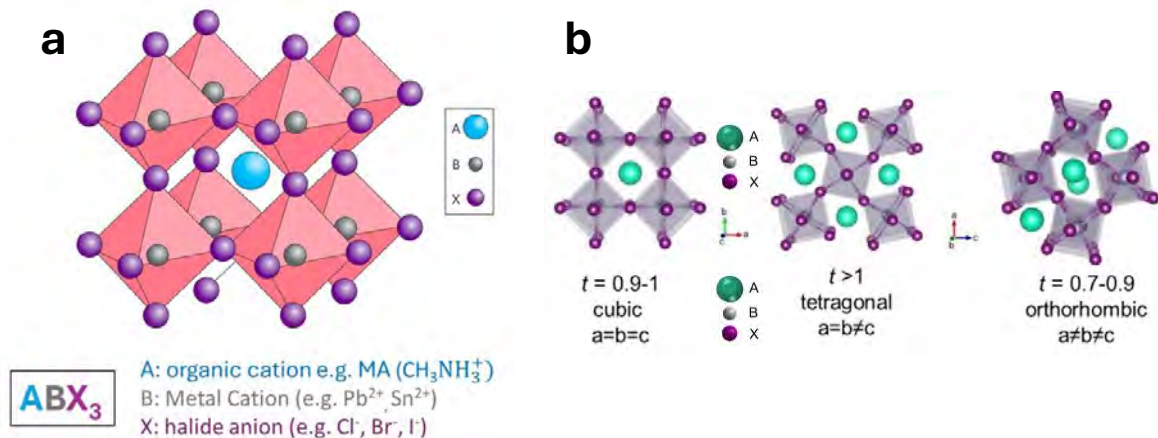 a
A
B
X
ABX₃
A: organic cation e.g. MA (CH₃NH₃⁺)
B: Metal Cation (e.g. Pb²⁺, Sn²⁺)
X: halide anion (e.g. Cl⁻, Br⁻, I⁻)
b
A
B
X
b
c a
a
b c
t = 0.9-1
cubic
a=b=c
A
B
X
t >1
tetragonal
a=b≠c
t = 0.7-0.9
orthorhombic
a≠b≠c